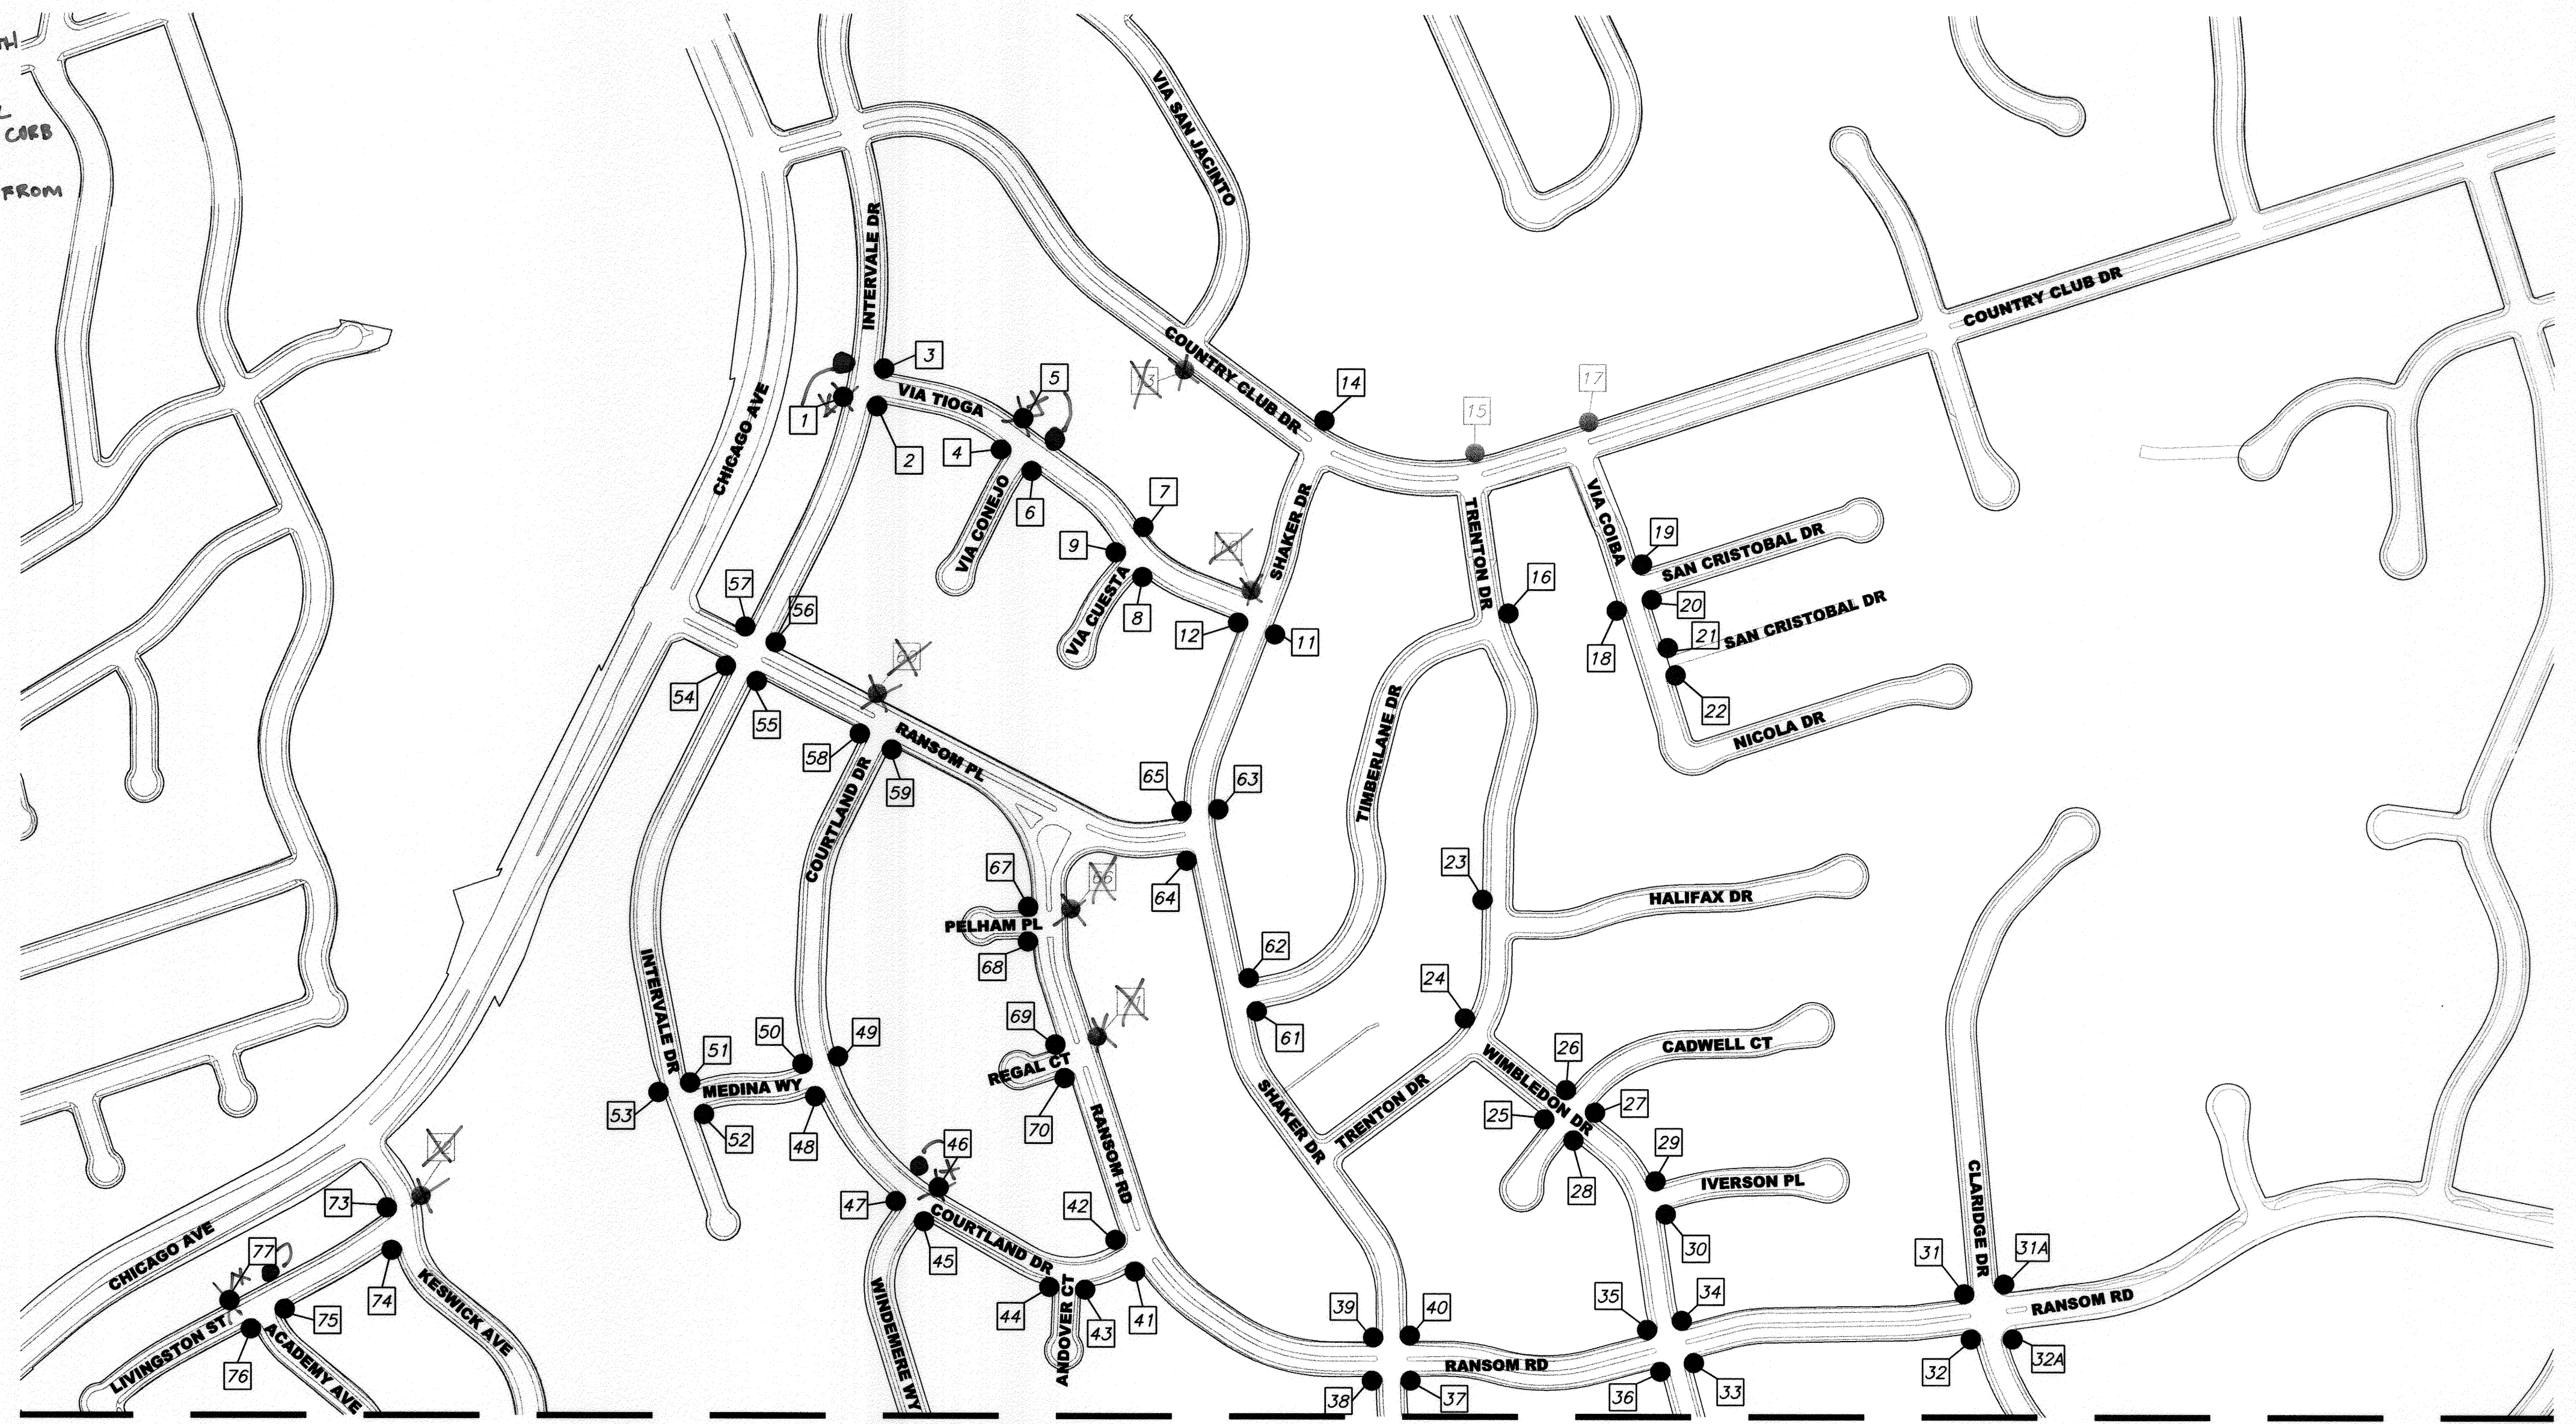 CURB
FROM
VIA SAN JACINTO
INTERVALE DR
COUNTRY CLUB DR
COUNTRY CLUB DR
3
5
13
14
17
15
1
VIA TIOGA
CHICAGO AVE
2
4
6
7
9
VIA CONEJO
VIA CUESTA
8
12
11
SHAKER DR
TRENTON DR
VIA COIBA
16
19
SAN CRISTOBAL DR
20
SAN CRISTOBAL DR
21
18
22
NICOLA DR
57
56
54
55
58
59
RANSOM PL
COURTLAND DR
65
63
64
TIMBERLANE DR
67
66
PELHAM PL
68
62
61
23
HALIFAX DR
24
INTERVALE DR
51
50
49
MEDINA WY
53
52
48
69
71
REGAL CT
70
RANSOM RD
SHAKER DR
TRENTON DR
WIMBLEDON DR
26
CADWELL CT
25
27
28
29
IVERSON PL
30
46
47
45
COURTLAND DR
WINDEMERE WY
42
44
ANDOVER CT
43
41
73
74
CHICAGO AVE
77
75
76
LIVINGSTON ST
ACADEMY AVE
KESWICK AVE
39
40
38
37
RANSOM RD
35
34
36
33
CLARIDGE DR
31
31A
32
32A
RANSOM RD